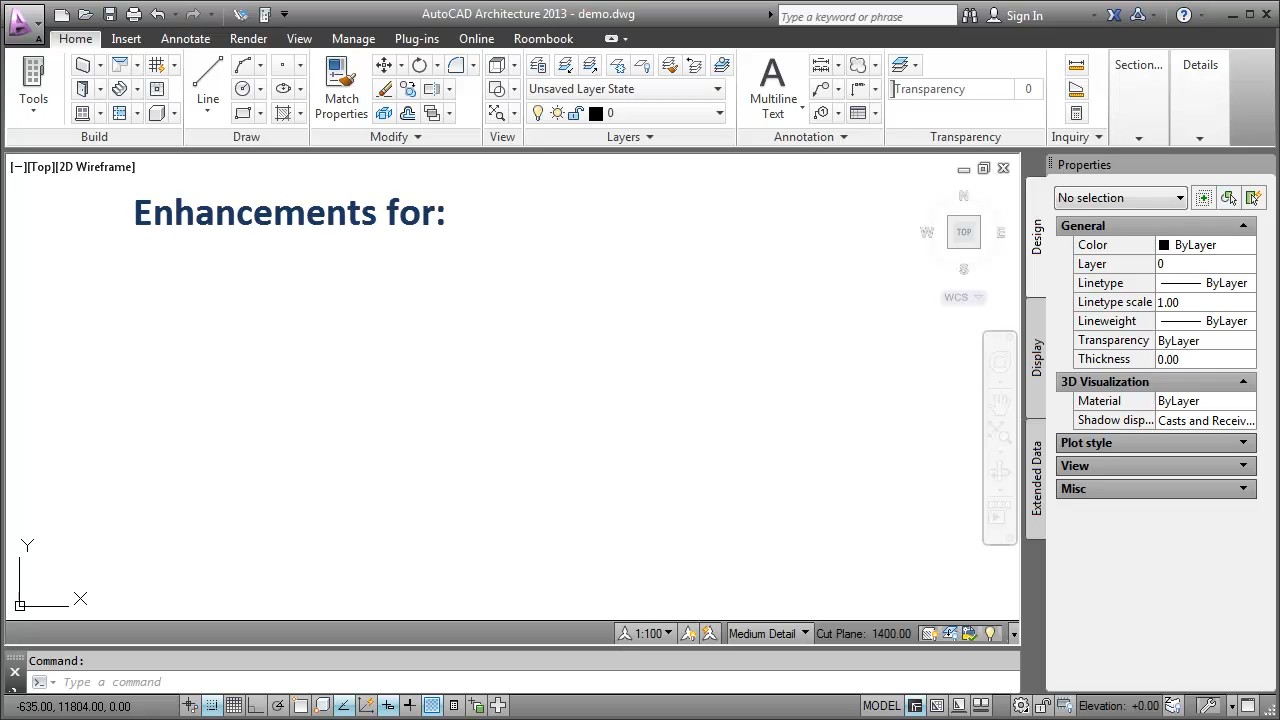 AutoCAD Architecture 2013 - demo.dwg
Type a keyword or phrase
Sign In
Home Insert Annotate Render View Manage Plug-ins Online Roombook
Tools
Line
Match
Properties
Unsaved Layer State
0
Multiline
Text
Transparency 0
Section...
Details
Build Draw Modify View Layers Annotation Transparency Inquiry
[−][Top][2D Wireframe]
Enhancements for:
N
W TOP E
S
WCS
Y
X
Design
Display
Extended Data
Properties
No selection
General
Color ByLayer
Layer 0
Linetype ByLayer
Linetype scale 1.00
Lineweight ByLayer
Transparency ByLayer
Thickness 0.00
3D Visualization
Material ByLayer
Shadow disp... Casts and Receiv...
Plot style
View
Misc
1:100 Medium Detail Cut Plane: 1400.00
Command:
Type a command
-635.00, 11804.00, 0.00
MODEL
Elevation: +0.00